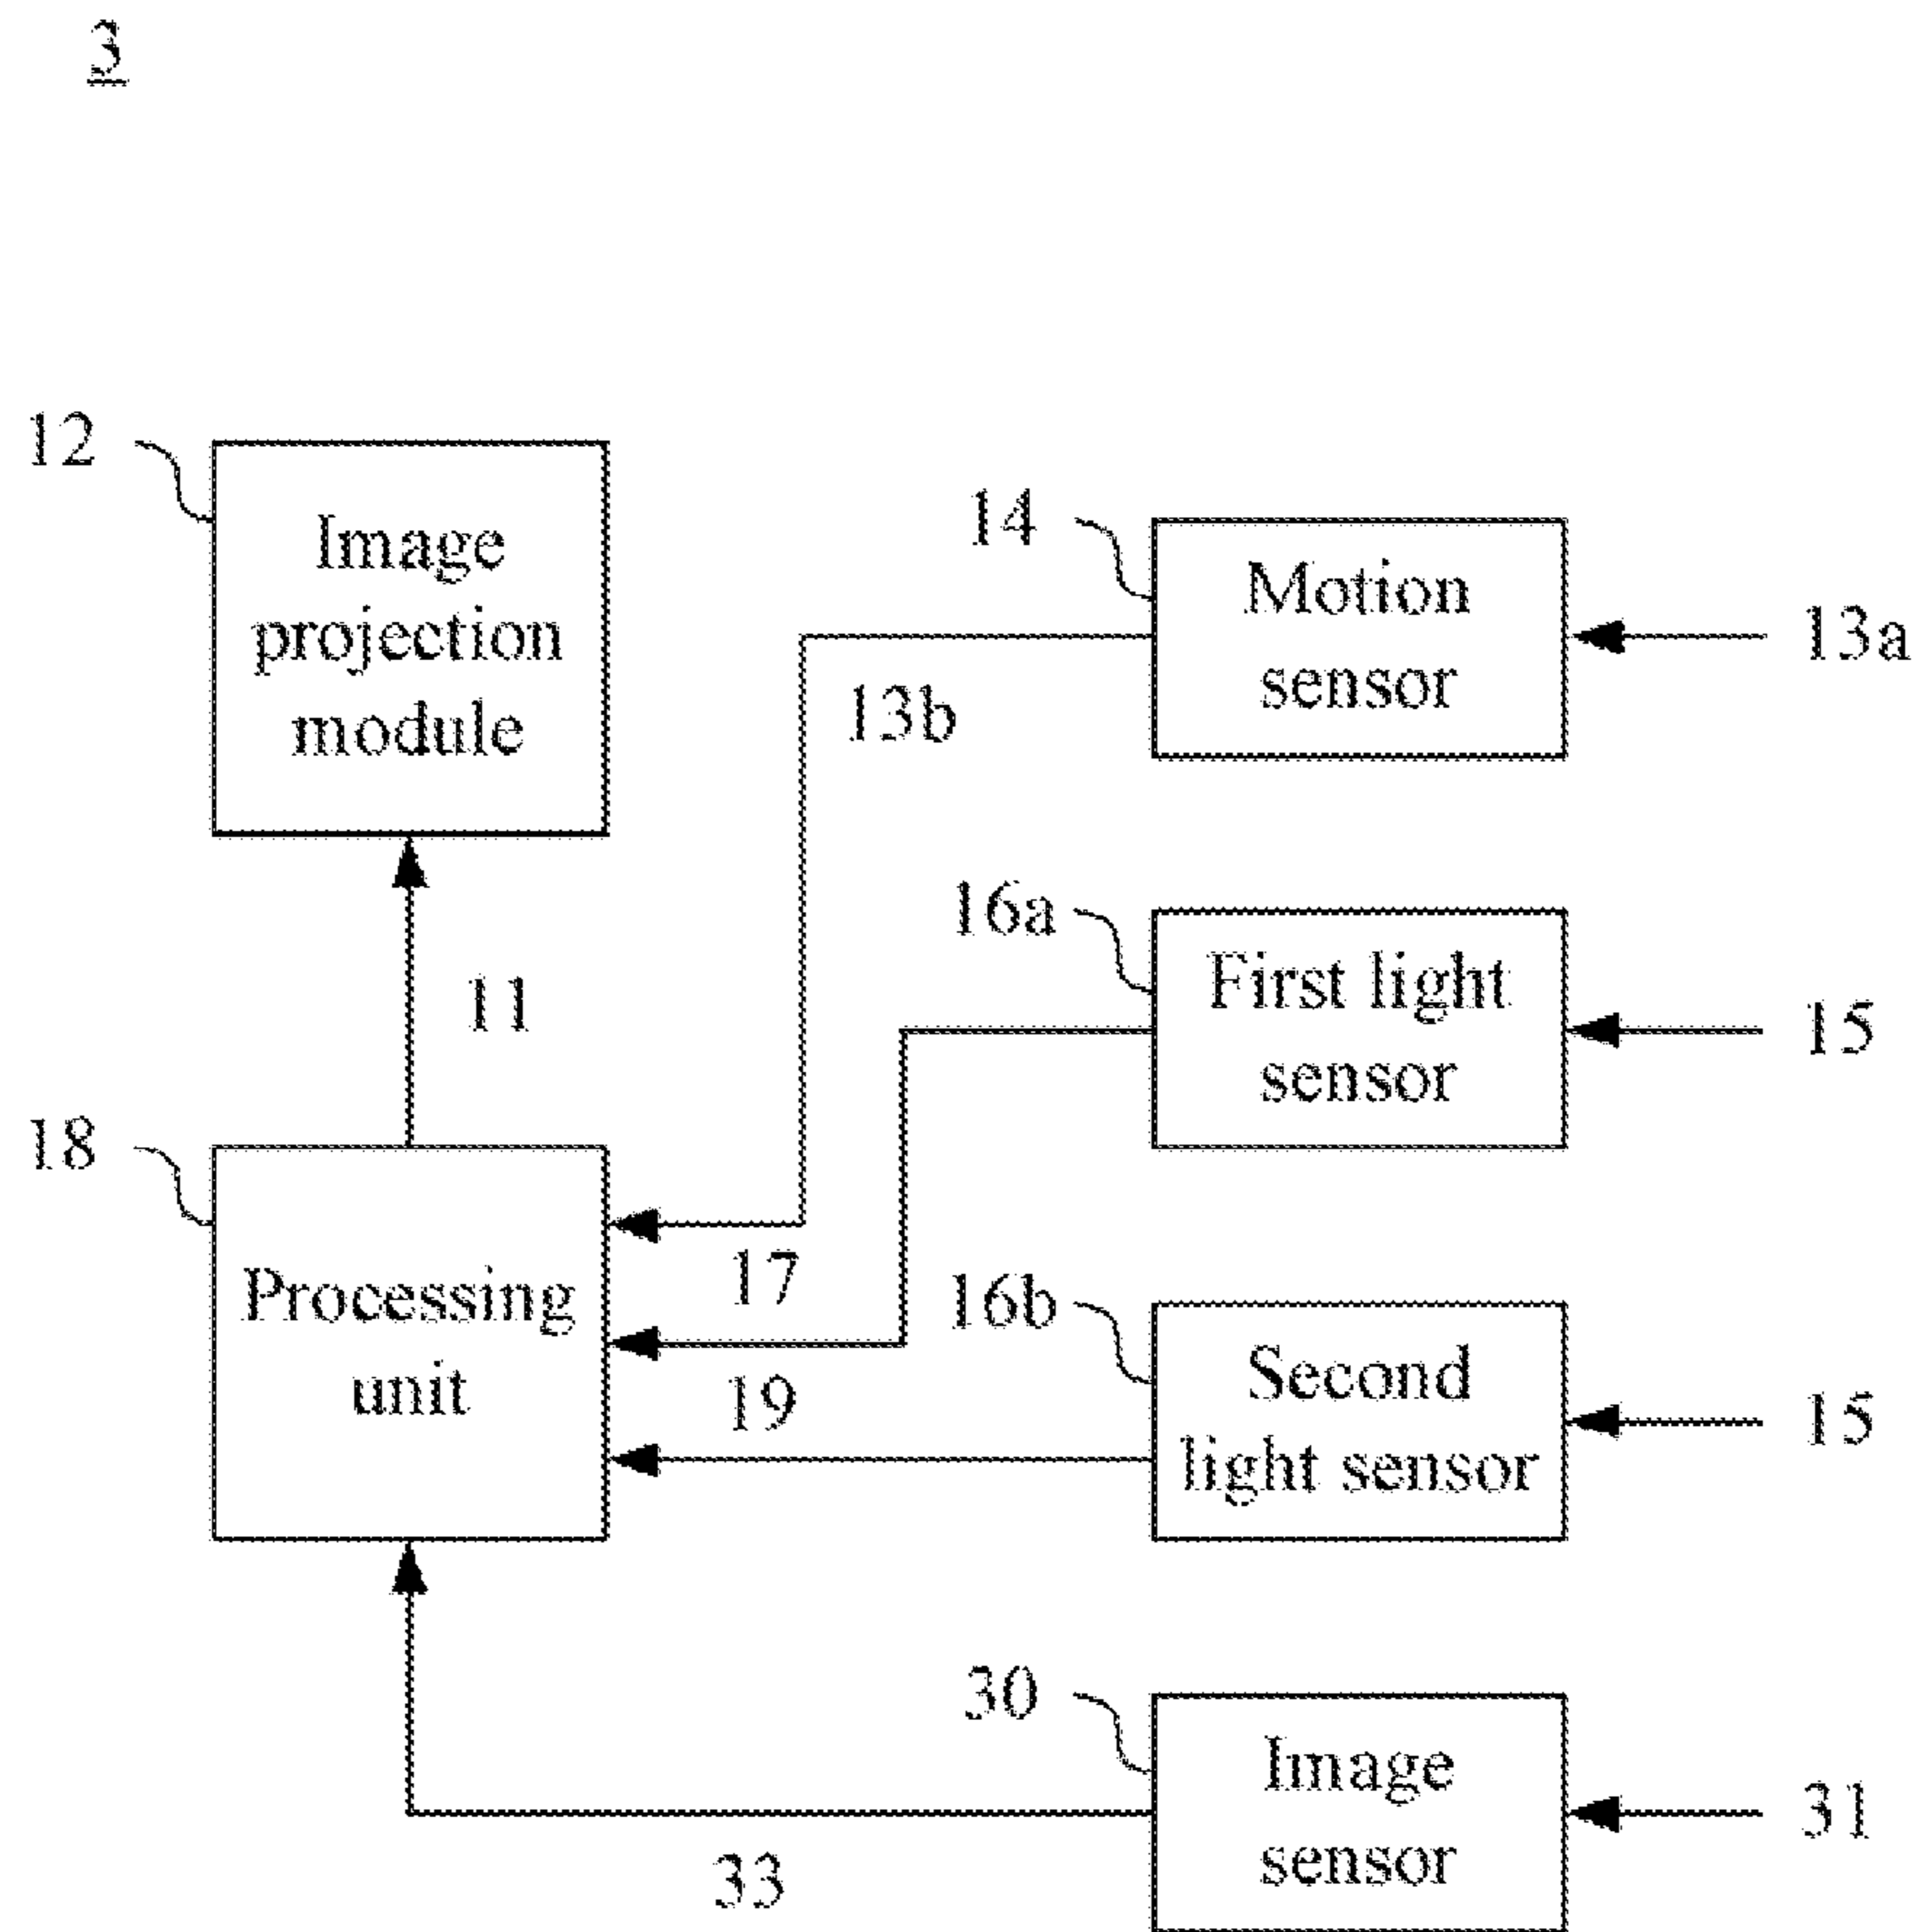 3
12
Image
projection
module
14
Motion
sensor
13a
13b
11
16a
First light
sensor
15
18
Processing
unit
17
19
16b
Second
light sensor
15
30
Image
sensor
31
33